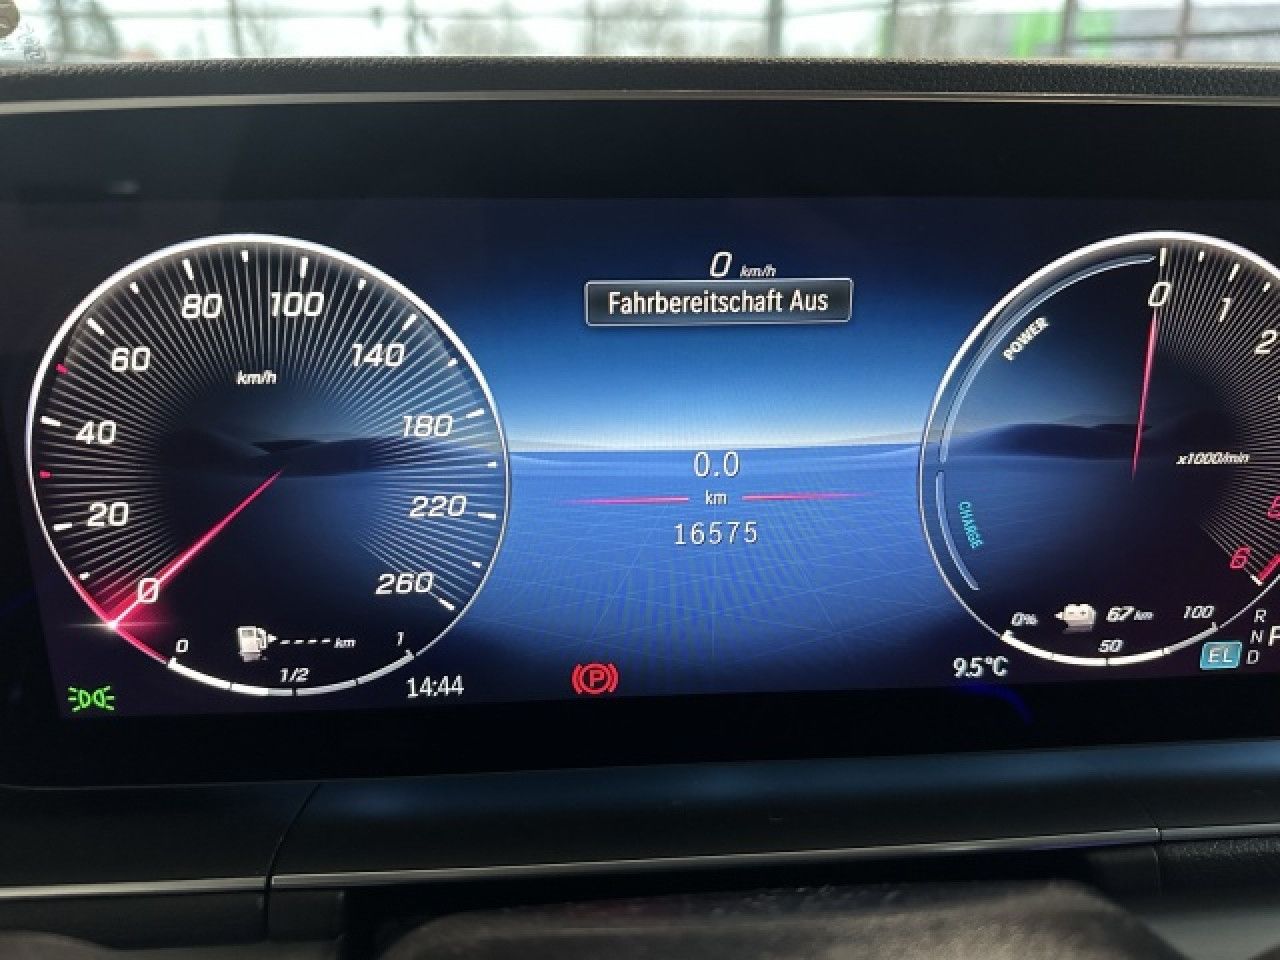 0 km/h
Fahrbereitschaft Aus
80
100
60
140
km/h
40
180
20
220
0
260
0
---- km
1
1/2
14:44
0.0
km
16575
P
0
1
2
POWER
x1000/min
CHARGE
6
0%
67 km
100
50
9.5°C
EL
R
N
D
P